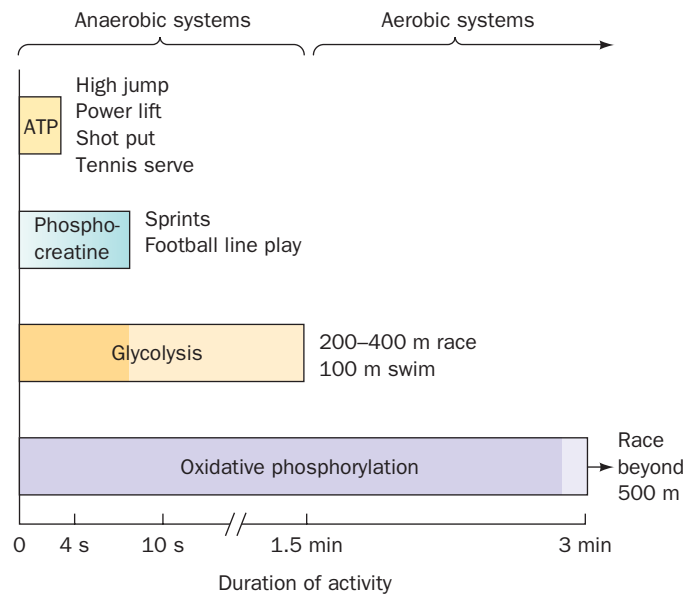 Anaerobic systems
Aerobic systems
ATP
High jump
Power lift
Shot put
Tennis serve
Phospho-
creatine
Sprints
Football line play
Glycolysis
200–400 m race
100 m swim
Oxidative phosphorylation
Race
beyond
500 m
0
4 s
10 s
1.5 min
3 min
Duration of activity